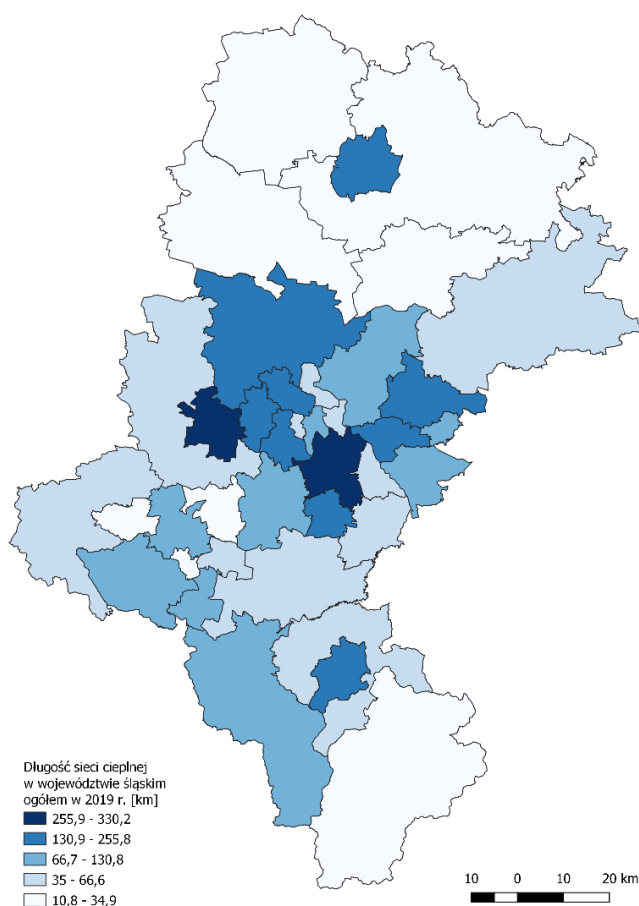 Długość sieci cieplnej
w województwie śląskim
ogółem w 2019 r. [km]
255,9 - 330,2
130,9 - 255,8
66,7 - 130,8
35 - 66,6
10,8 - 34,9
10 0 10 20 km